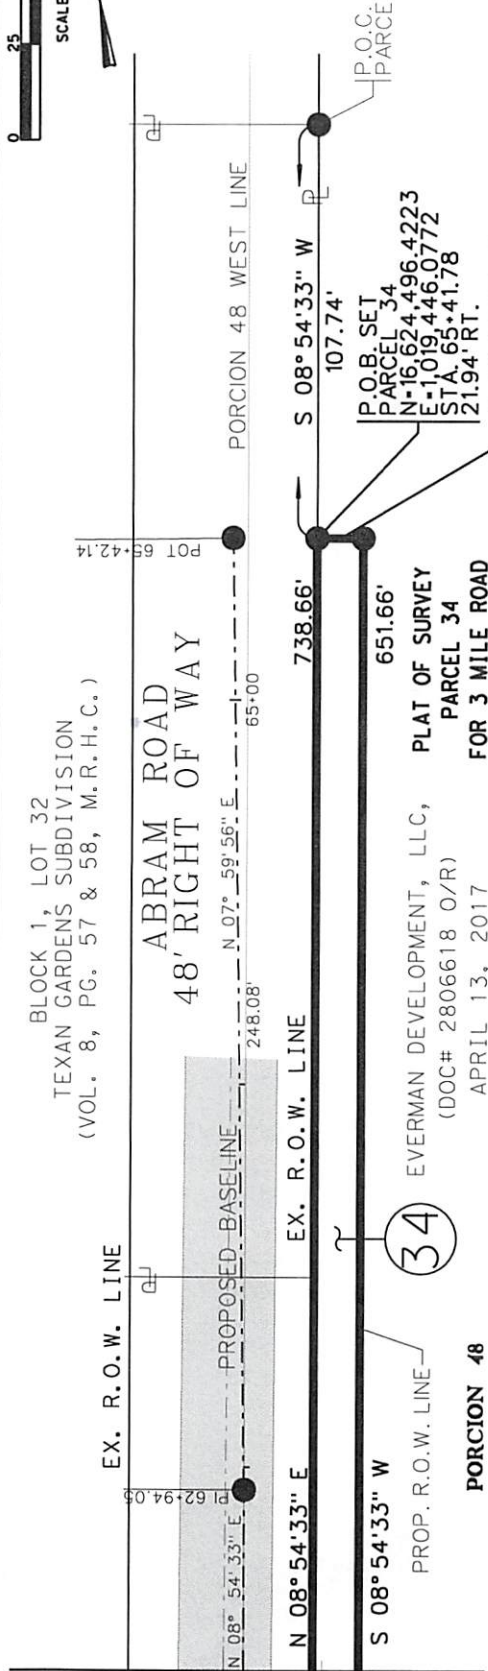 0 25
SCALE
BLOCK 1, LOT 32
TEXAN GARDENS SUBDIVISION
(VOL. 8, PG. 57 & 58, M.R.H.C.)
EX. R.O.W. LINE
ABRAM ROAD
48' RIGHT OF WAY
POT 65+42.14
PORCION 48 WEST LINE
PI 62+94.05
PROPOSED BASELINE
N 08° 54'33" E
248.08'
N 07° 59'56" E
65+00
EX. R.O.W. LINE
N 08°54'33" E
738.66'
S 08°54'33" W
107.74'
P.O.C.
PARCE
P.O.B. SET
PARCEL 34
N=16,624,496.4223
E=1,019,446.0772
STA. 65+41.78
21.94' RT.
S 08°54'33" W
651.66'
PROP. R.O.W. LINE
34
EVERMAN DEVELOPMENT, LLC,
(DOC# 2806618 O/R)
APRIL 13, 2017
PLAT OF SURVEY
PARCEL 34
FOR 3 MILE ROAD
PORCION 48